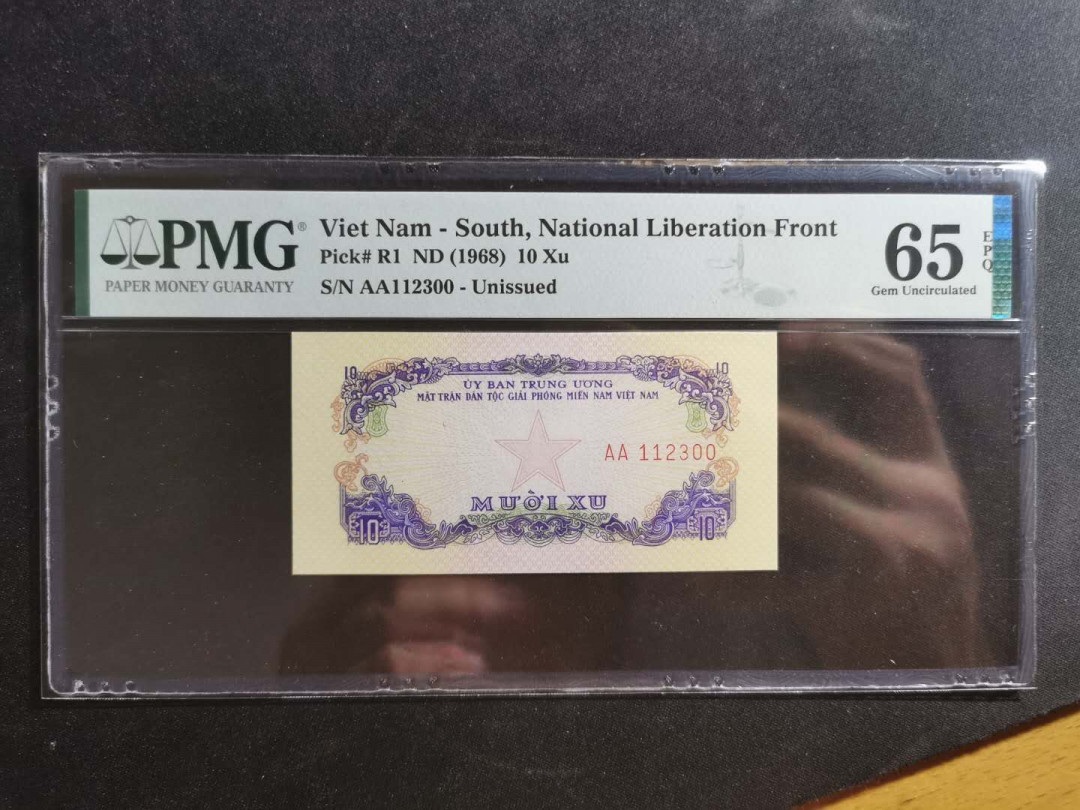 PMG®
PAPER MONEY GUARANTY
Viet Nam - South, National Liberation Front
Pick# R1 ND (1968) 10 Xu
S/N AA112300 - Unissued
65
EPQ
Gem Uncirculated
10
10
ỦY BAN TRUNG ƯƠNG
MẶT TRẬN DÂN TỘC GIẢI PHÓNG MIỀN NAM VIỆT NAM
AA 112300
MƯỜI XU
10
10